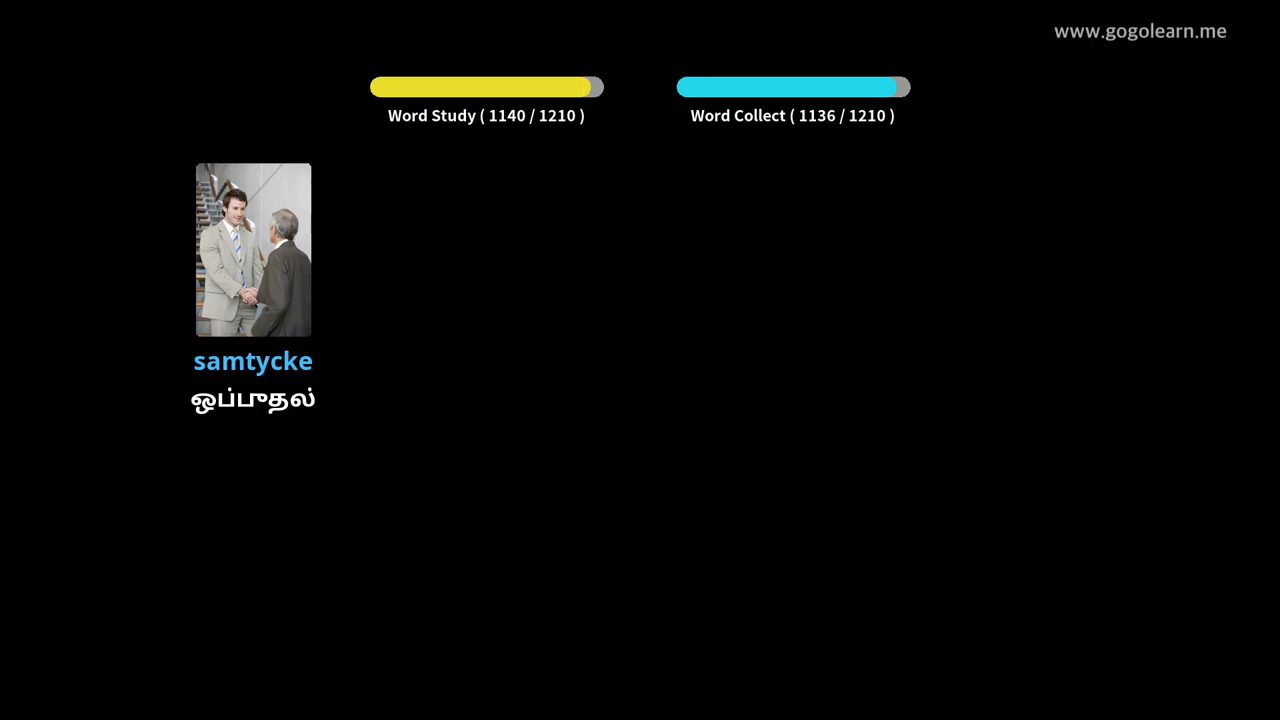 www.gogolearn.me
Word Study ( 1140 / 1210 )
Word Collect ( 1136 / 1210 )
samtycke
ஒப்புதல்